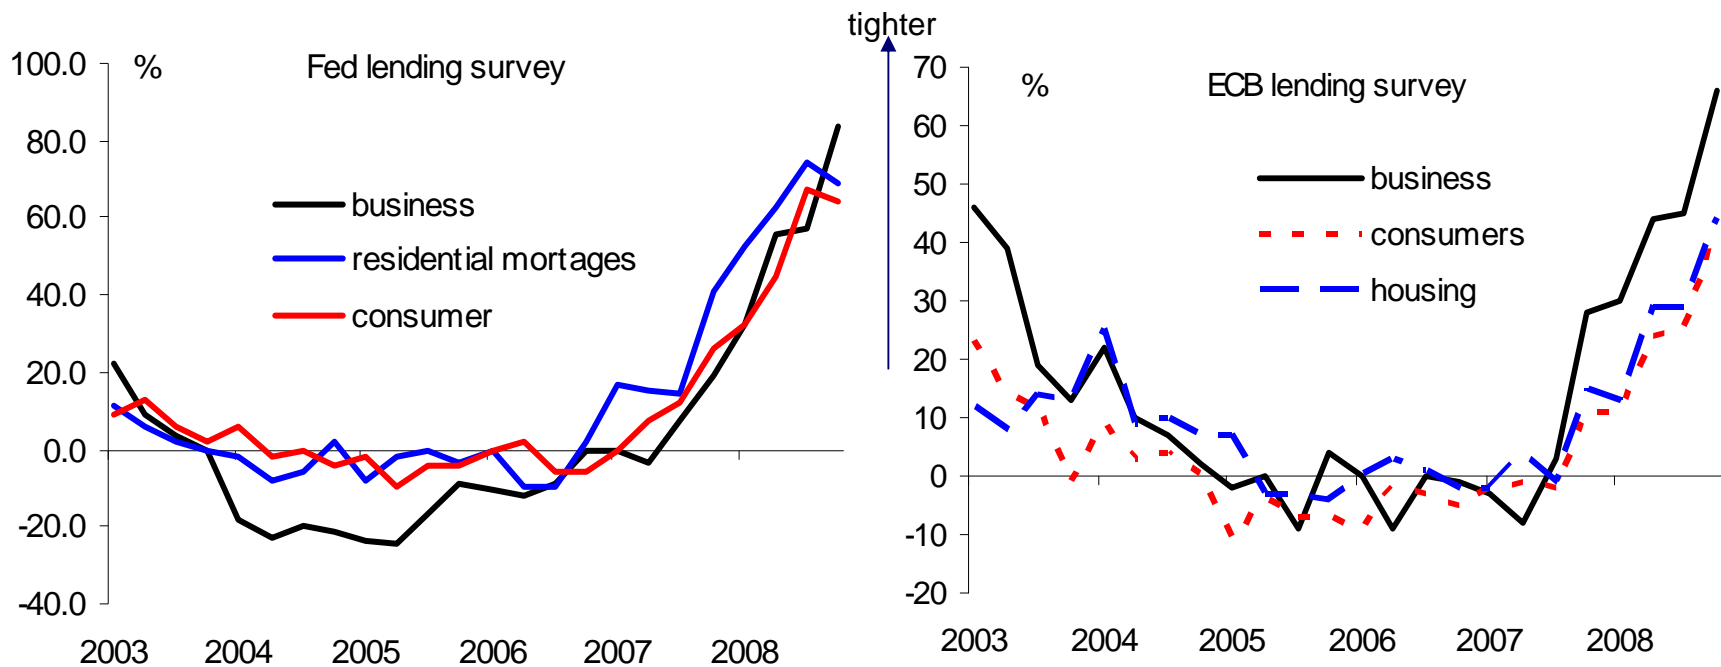 tighter
% Fed lending survey
100.0
80.0
60.0
40.0
20.0
0.0
-20.0
-40.0
business
residential mortages
consumer
2003 2004 2005 2006 2007 2008
% ECB lending survey
70
60
50
40
30
20
10
0
-10
-20
business
consumers
housing
2003 2004 2005 2006 2007 2008